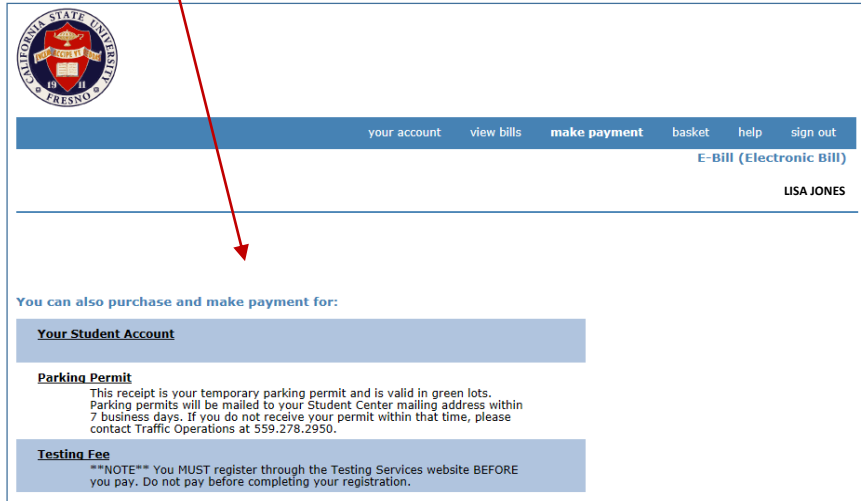 CALIFORNIA STATE UNIVERSITY
19 11
FRESNO
your account view bills make payment basket help sign out
E-Bill (Electronic Bill)
LISA JONES
You can also purchase and make payment for:
Your Student Account
Parking Permit
This receipt is your temporary parking permit and is valid in green lots.
Parking permits will be mailed to your Student Center mailing address within
7 business days. If you do not receive your permit within that time, please
contact Traffic Operations at 559.278.2950.
Testing Fee
**NOTE** You MUST register through the Testing Services website BEFORE
you pay. Do not pay before completing your registration.